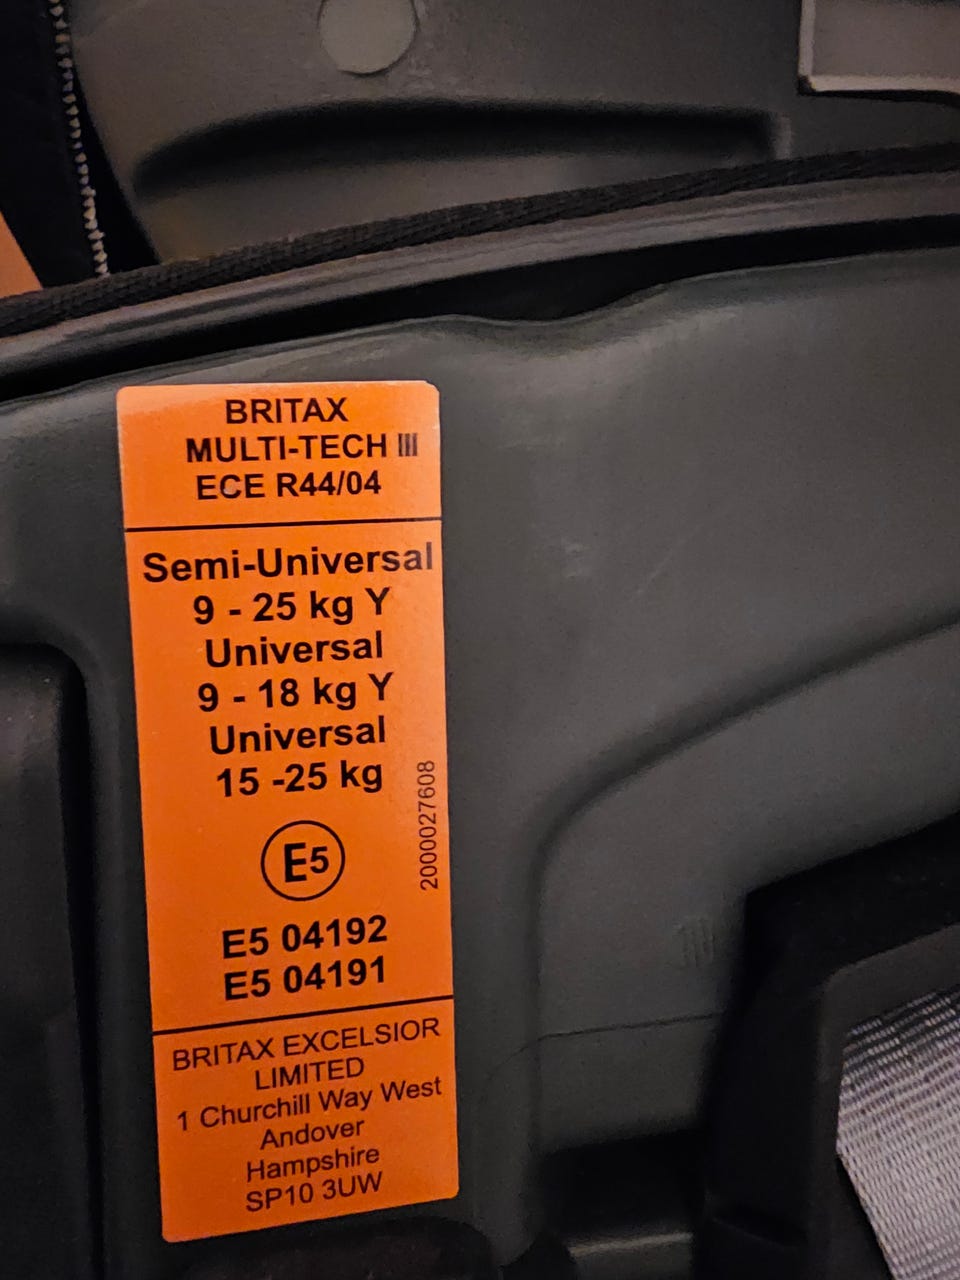 BRITAX
MULTI-TECH III
ECE R44/04
Semi-Universal
9 - 25 kg Y
Universal
9 - 18 kg Y
Universal
15 -25 kg
2000027608
E5
E5 04192
E5 04191
BRITAX EXCELSIOR
LIMITED
1 Churchill Way West
Andover
Hampshire
SP10 3UW